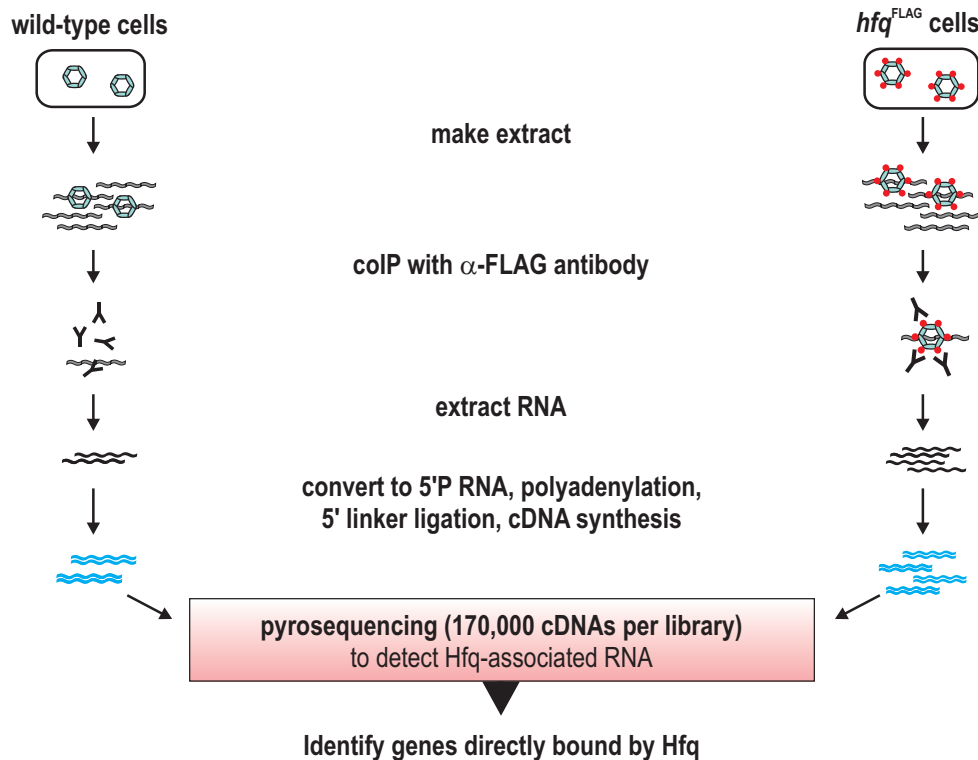 wild-type cells
hfqFLAG cells
make extract
coIP with α-FLAG antibody
extract RNA
convert to 5'P RNA, polyadenylation,
5' linker ligation, cDNA synthesis
pyrosequencing (170,000 cDNAs per library)
to detect Hfq-associated RNA
Identify genes directly bound by Hfq